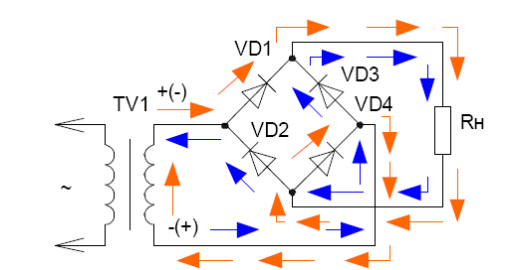 VD1
+(-)
VD3
TV1
VD4
VD2
Rн
~
-(+)